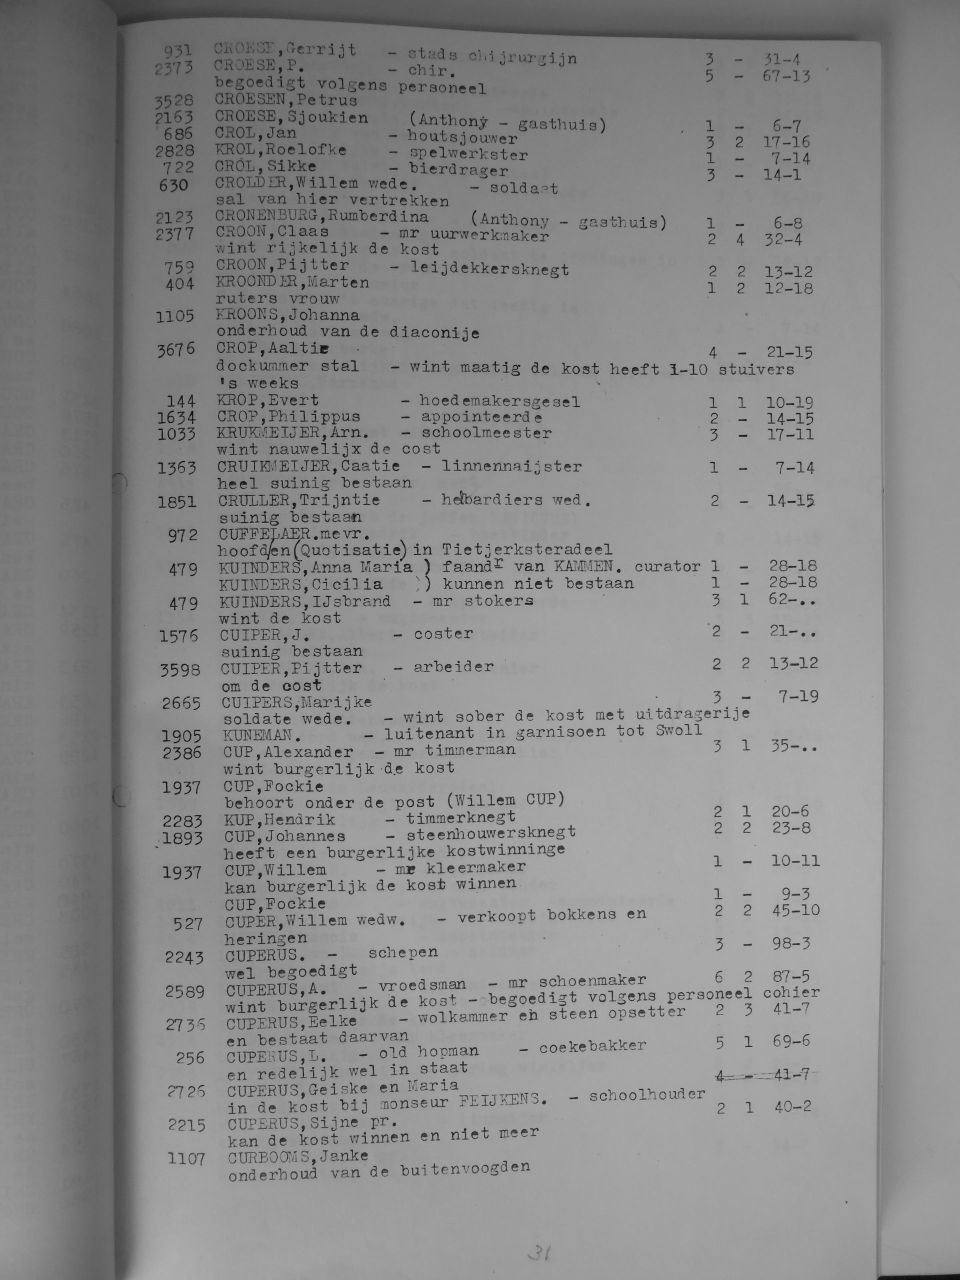 931 CROESE,Gerrijt - stads chijrurgijn 3 - 31-4
2373 CROESE,P. - chir. 5 - 67-13
begoedigt volgens personeel
3528 CROESEN,Petrus
2163 CROESE,Sjoukien (Anthony - gasthuis) 1 - 6-7
686 CROL,Jan - houtsjouwer 3 2 17-16
2828 KROL,Roelofke - spelwerkster 1 - 7-14
722 CROL,Sikke - bierdrager 3 - 14-1
630 CROLDER,Willem wede. - soldaat
sal van hier vertrekken
2123 CRONENBURG,Rumberdina (Anthony - gasthuis) 1 - 6-8
2377 CROON,Claas - mr uurwerkmaker 2 4 32-4
wint rijkelijk de kost
759 CROON,Pijtter - leijdekkersknegt 2 2 13-12
404 KROONDER,Marten 1 2 12-18
ruters vrouw
1105 KROONS,Johanna
onderhoud van de diaconije
3676 CROP,Aaltie 4 - 21-15
dockummer stal - wint maatig de kost heeft 1-10 stuivers
's weeks
144 KROP,Evert - hoedemakersgesel 1 1 10-19
1634 CROP,Philippus - appointeerde 2 - 14-15
1033 KRUKMEIJER,Arn. - schoolmeester 3 - 17-11
wint nauwelijx de cost
1363 CRUIKMEIJER,Caatie - linnennaijster 1 - 7-14
heel suinig bestaan
1851 CRULLER,Trijntie - helbardiers wed. 2 - 14-15
suinig bestaan
972 CUFFELAER.mevr.
hoofd/en(Quotisatie) in Tietjerksteradeel
479 KUINDERS,Anna Maria ) faandr van KAMMEN. curator 1 - 28-18
KUINDERS,Cicilia ) kunnen niet bestaan 1 - 28-18
479 KUINDERS,IJsbrand - mr stokers 3 1 62-..
wint de kost
1576 CUIPER,J. - coster 2 - 21-..
suinig bestaan
3598 CUIPER,Pijtter - arbeider 2 2 13-12
om de cost
2665 CUIPERS,Marijke 3 - 7-19
soldate wede. - wint sober de kost met uitdragerije
1905 KUNEMAN. - luitenant in garnisoen tot Swoll
2386 CUP,Alexander - mr timmerman 3 1 35-..
wint burgerlijk de kost
1937 CUP,Fockie
behoort onder de post (Willem CUP)
2283 KUP,Hendrik - timmerknegt 2 1 20-6
1893 CUP,Johannes - steenhouwersknegt 2 2 23-8
heeft een burgerlijke kostwinninge
1937 CUP,Willem - mr kleermaker 1 - 10-11
kan burgerlijk de kost winnen
CUP,Fockie 1 - 9-3
527 CUPER,Willem wedw. - verkoopt bokkens en 2 2 45-10
heringen
2243 CUPERUS. - schepen 3 - 98-3
wel begoedigt
2589 CUPERUS,A. - vroedsman - mr schoenmaker 6 2 87-5
wint burgerlijk de kost - begoedigt volgens personeel cohier
2736 CUPERUS,Eelke - wolkammer en steen opsetter 2 3 41-7
en bestaat daarvan
256 CUPERUS,L. - old hopman - coekebakker 5 1 69-6
en redelijk wel in staat
2726 CUPERUS,Geiske en Maria 4 - 41-7
in de kost bij monseur FEIJKENS. - schoolhouder 2 1 40-2
2215 CUPERUS,Sijne pr.
kan de kost winnen en niet meer
1107 CURBOOMS,Janke
onderhoud van de buitenvoogden
31